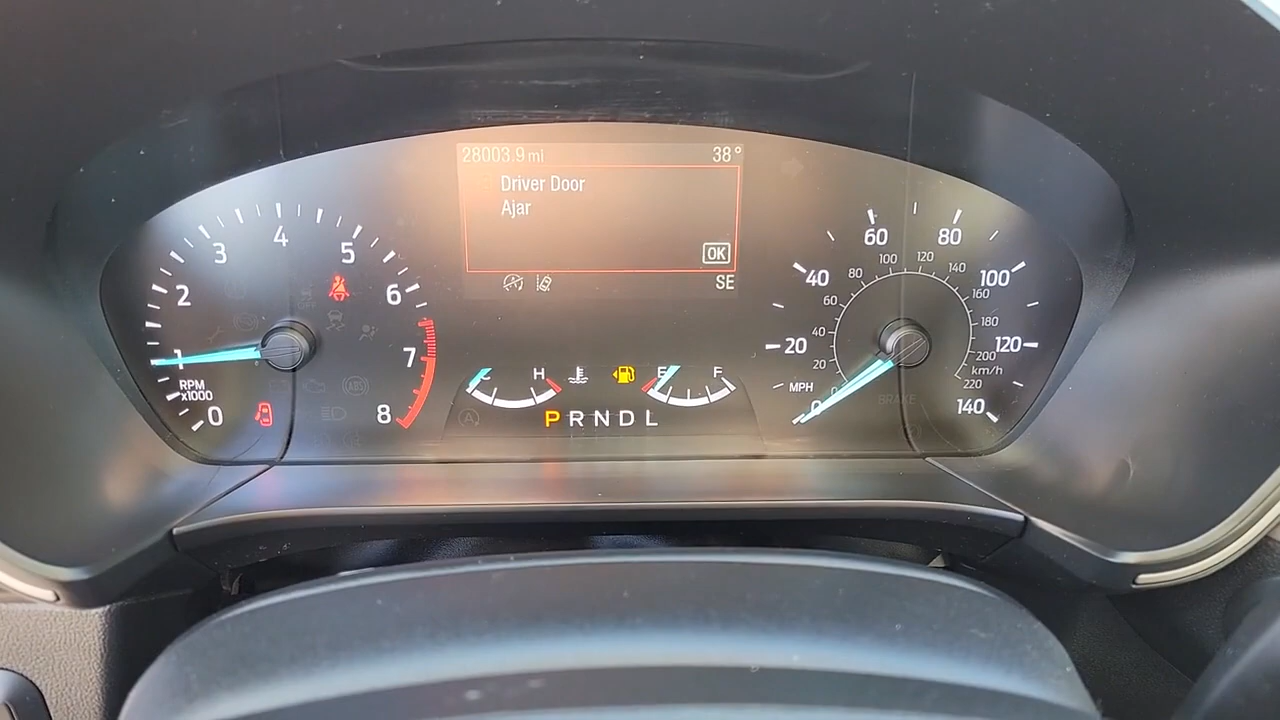 28003.9 mi 38°
Driver Door
Ajar
OK
SE
0 1 2 3 4 5 6 7 8
RPM
x1000
C H
E F
P R N D L
0 20 40 60 80 100 120 140
MPH
20 40 60 80 100 120 140 160 180 200 220
km/h
BRAKE
ABS